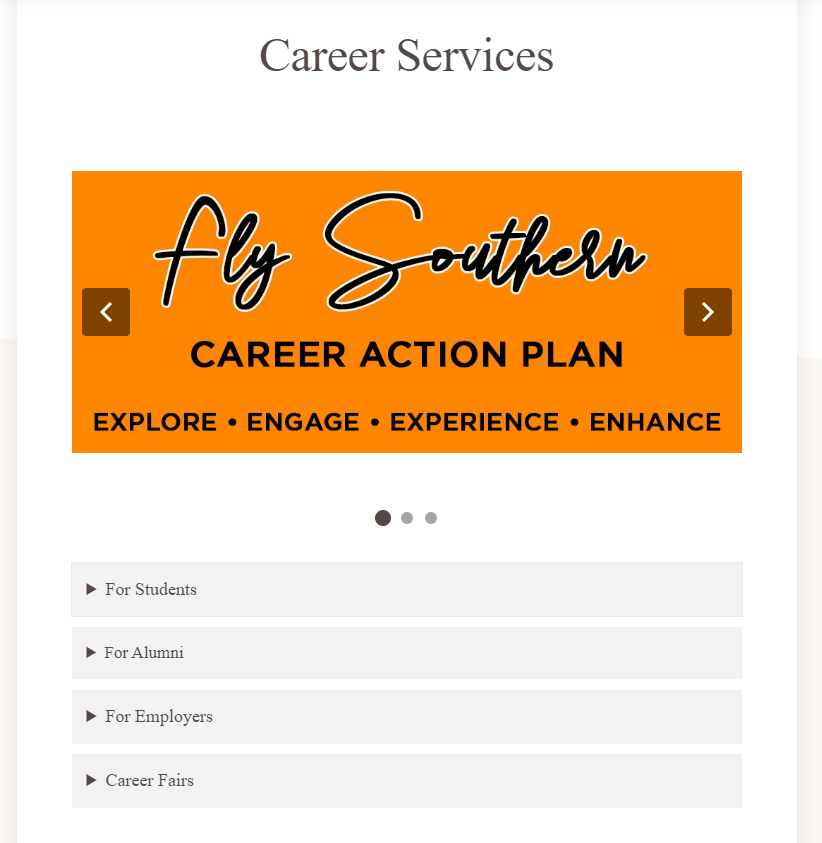 Career Services
Fly Southern
CAREER ACTION PLAN
EXPLORE • ENGAGE • EXPERIENCE • ENHANCE
For Students
For Alumni
For Employers
Career Fairs